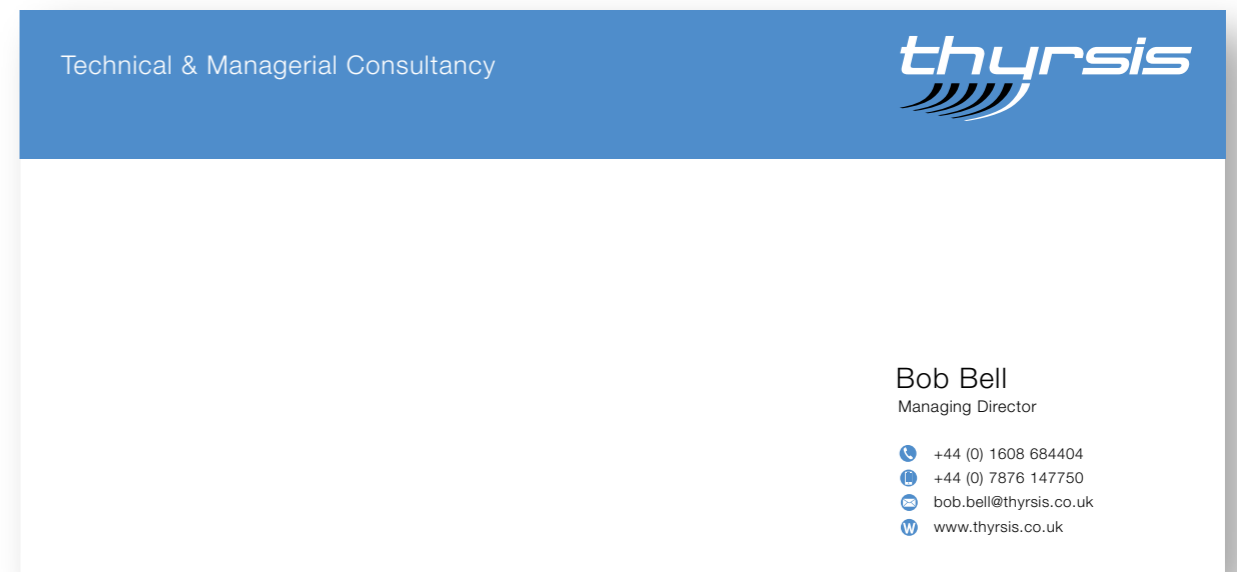 Technical & Managerial Consultancy
thyrsis
Bob Bell
Managing Director
+44 (0) 1608 684404
+44 (0) 7876 147750
bob.bell@thyrsis.co.uk
W www.thyrsis.co.uk